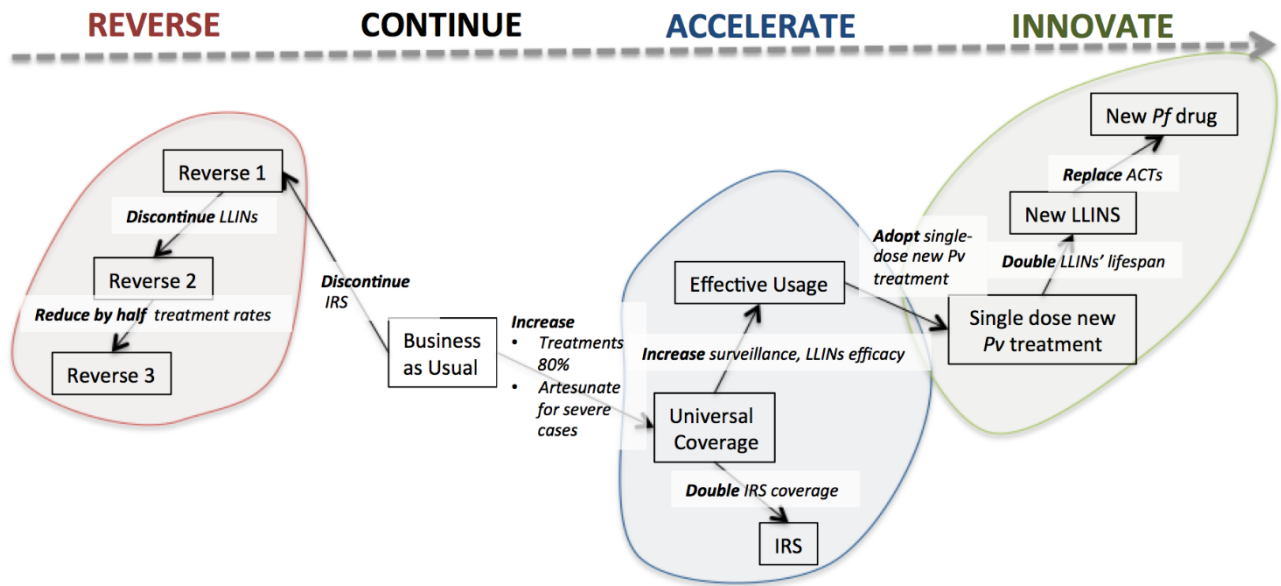 REVERSE
CONTINUE
ACCELERATE
INNOVATE
Reverse 1
Discontinue LLINs
Reverse 2
Reduce by half treatment rates
Reverse 3
Discontinue
IRS
Business
as Usual
Increase
• Treatments
80%
• Artesunate
for severe
cases
Effective Usage
Increase surveillance, LLINs efficacy
Universal
Coverage
Double IRS coverage
IRS
Adopt single-
dose new Pv
treatment
New Pf drug
Replace ACTs
New LLINS
Double LLINs’ lifespan
Single dose new
Pv treatment